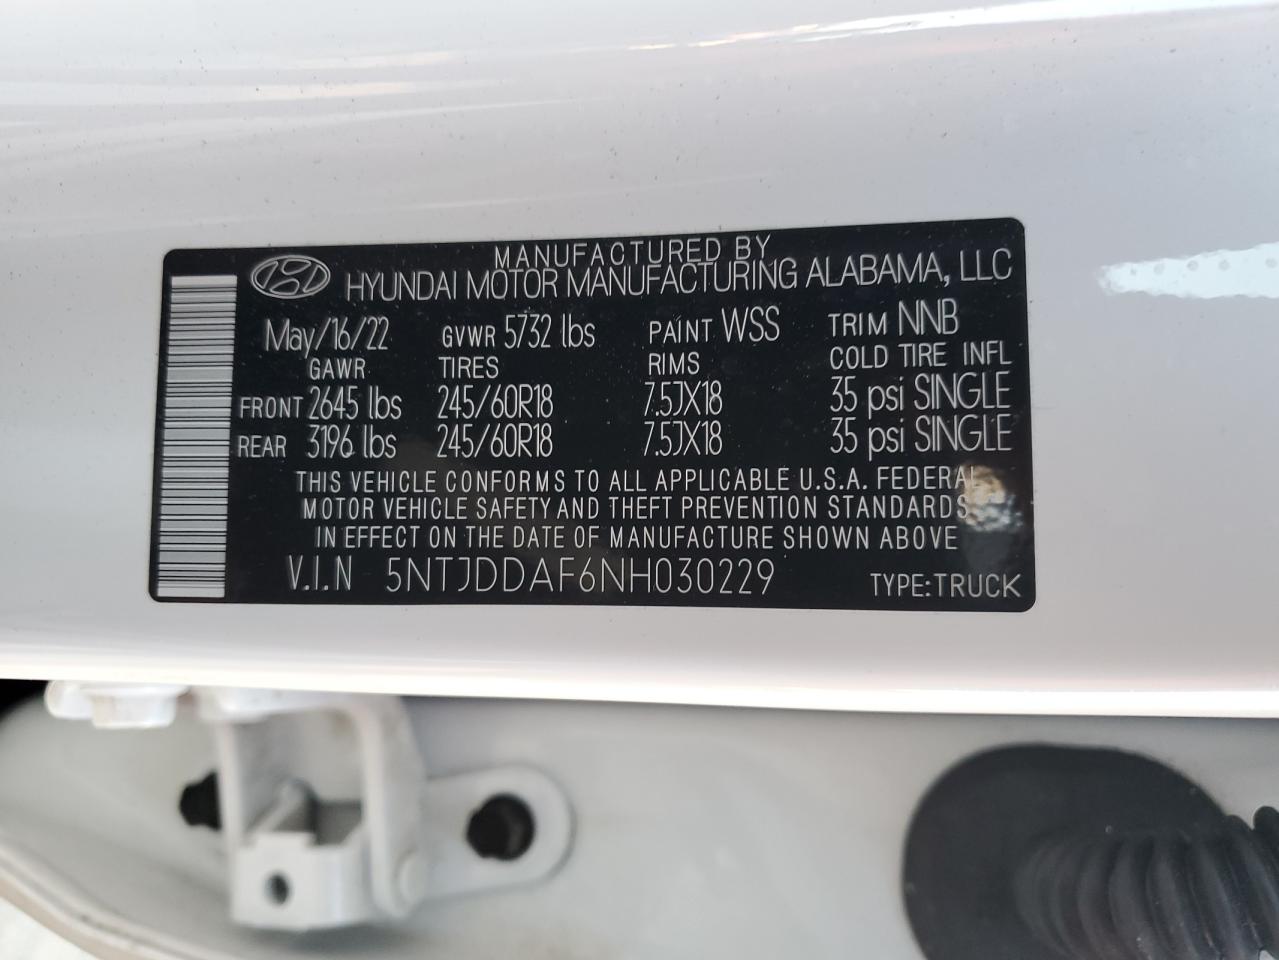 MANUFACTURED BY
HYUNDAI MOTOR MANUFACTURING ALABAMA, LLC
May/16/22 GVWR 5732 lbs PAINT WSS TRIM NNB
GAWR TIRES RIMS COLD TIRE INFL
FRONT 2645 lbs 245/60R18 7.5JX18 35 psi SINGLE
REAR 3196 lbs 245/60R18 7.5JX18 35 psi SINGLE
THIS VEHICLE CONFORMS TO ALL APPLICABLE U.S.A. FEDERAL
MOTOR VEHICLE SAFETY AND THEFT PREVENTION STANDARDS
IN EFFECT ON THE DATE OF MANUFACTURE SHOWN ABOVE
V.I.N 5NTJDDAF6NH030229 TYPE:TRUCK